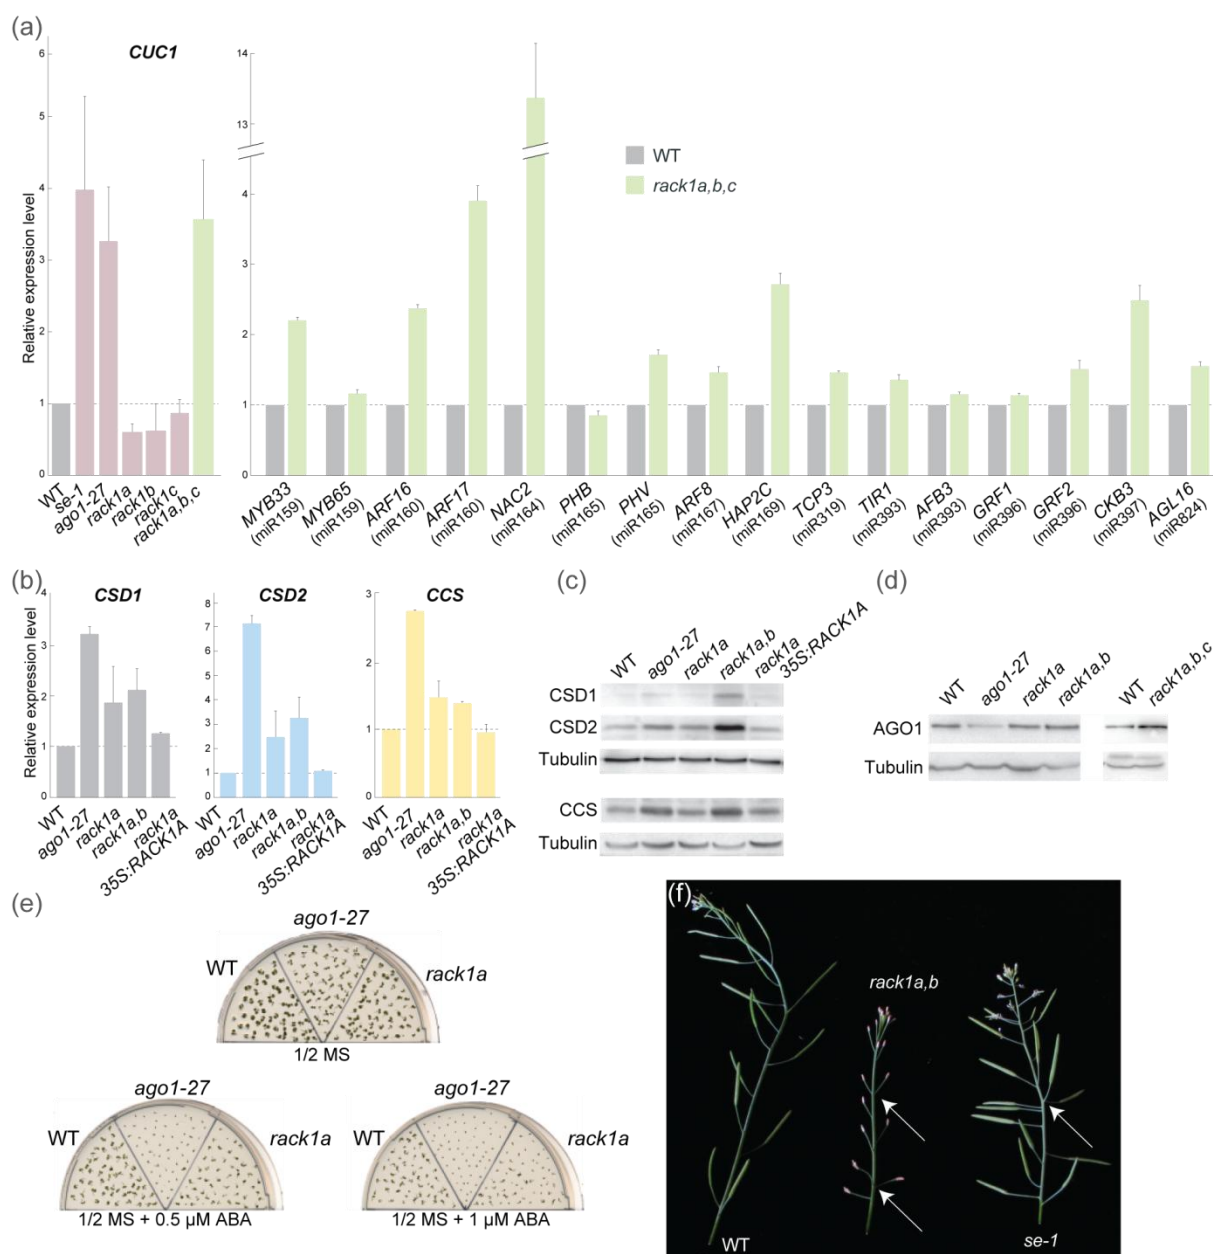 (a)
CUC1
Relative expression level
6
5
4
3
2
1
0
WT
se-1
ago1-27
rack1a
rack1b
rack1c
rack1a,b,c
14
13
4
3
2
1
0
WT
rack1a,b,c
MYB33
(miR159)
MYB65
(miR159)
ARF16
(miR160)
ARF17
(miR160)
NAC2
(miR164)
PHB
(miR165)
PHV
(miR165)
ARF8
(miR167)
HAP2C
(miR169)
TCP3
(miR319)
TIR1
(miR393)
AFB3
(miR393)
GRF1
(miR396)
GRF2
(miR396)
CKB3
(miR397)
AGL16
(miR824)
(b)
CSD1
Relative expression level
4
3
2
1
0
WT
ago1-27
rack1a
rack1a,b
rack1a
35S:RACK1A
CSD2
8
7
6
5
4
3
2
1
0
WT
ago1-27
rack1a
rack1a,b
rack1a
35S:RACK1A
CCS
3
2
1
0
WT
ago1-27
rack1a
rack1a,b
rack1a
35S:RACK1A
(c)
WT
ago1-27
rack1a
rack1a,b
rack1a
35S:RACK1A
CSD1
CSD2
Tubulin
CCS
Tubulin
(d)
WT
ago1-27
rack1a
rack1a,b
WT
rack1a,b,c
AGO1
Tubulin
(e)
ago1-27
WT
rack1a
1/2 MS
ago1-27
WT
rack1a
1/2 MS + 0.5 µM ABA
ago1-27
WT
rack1a
1/2 MS + 1 µM ABA
(f)
rack1a,b
WT
se-1